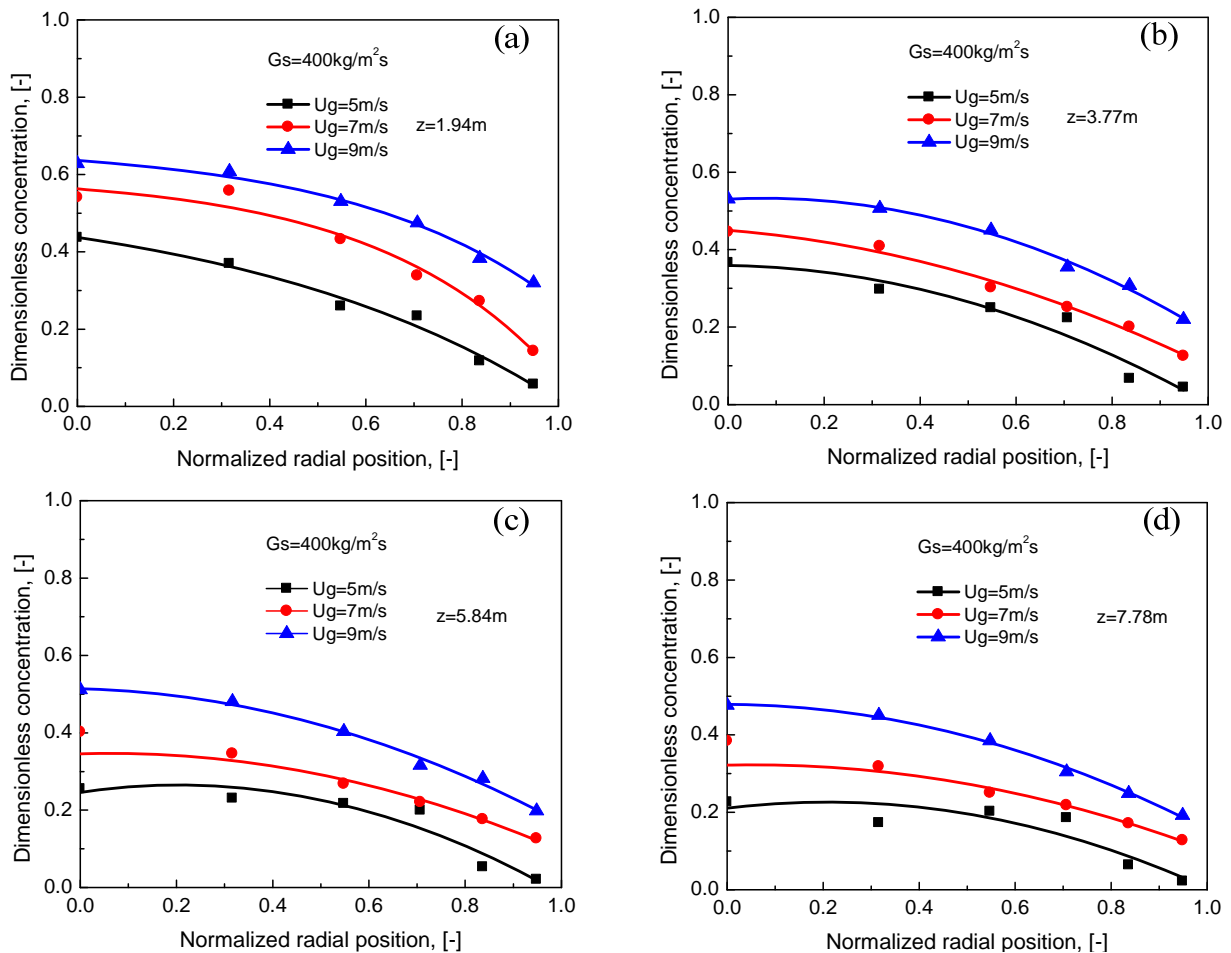 (a)
Gs=400kg/m²s
Ug=5m/s
Ug=7m/s
Ug=9m/s
z=1.94m
Dimensionless concentration, [-]
1.0
0.8
0.6
0.4
0.2
0.0
0.0 0.2 0.4 0.6 0.8 1.0
Normalized radial position, [-]
(b)
Gs=400kg/m²s
Ug=5m/s
Ug=7m/s
Ug=9m/s
z=3.77m
Dimensionless concentration, [-]
1.0
0.8
0.6
0.4
0.2
0.0
0.0 0.2 0.4 0.6 0.8 1.0
Normalized radial position, [-]
(c)
Gs=400kg/m²s
Ug=5m/s
Ug=7m/s
Ug=9m/s
z=5.84m
Dimensionless concentration, [-]
1.0
0.8
0.6
0.4
0.2
0.0
0.0 0.2 0.4 0.6 0.8 1.0
Normalized radial position, [-]
(d)
Gs=400kg/m²s
Ug=5m/s
Ug=7m/s
Ug=9m/s
z=7.78m
Dimensionless concentration, [-]
1.0
0.8
0.6
0.4
0.2
0.0
0.0 0.2 0.4 0.6 0.8 1.0
Normalized radial position, [-]